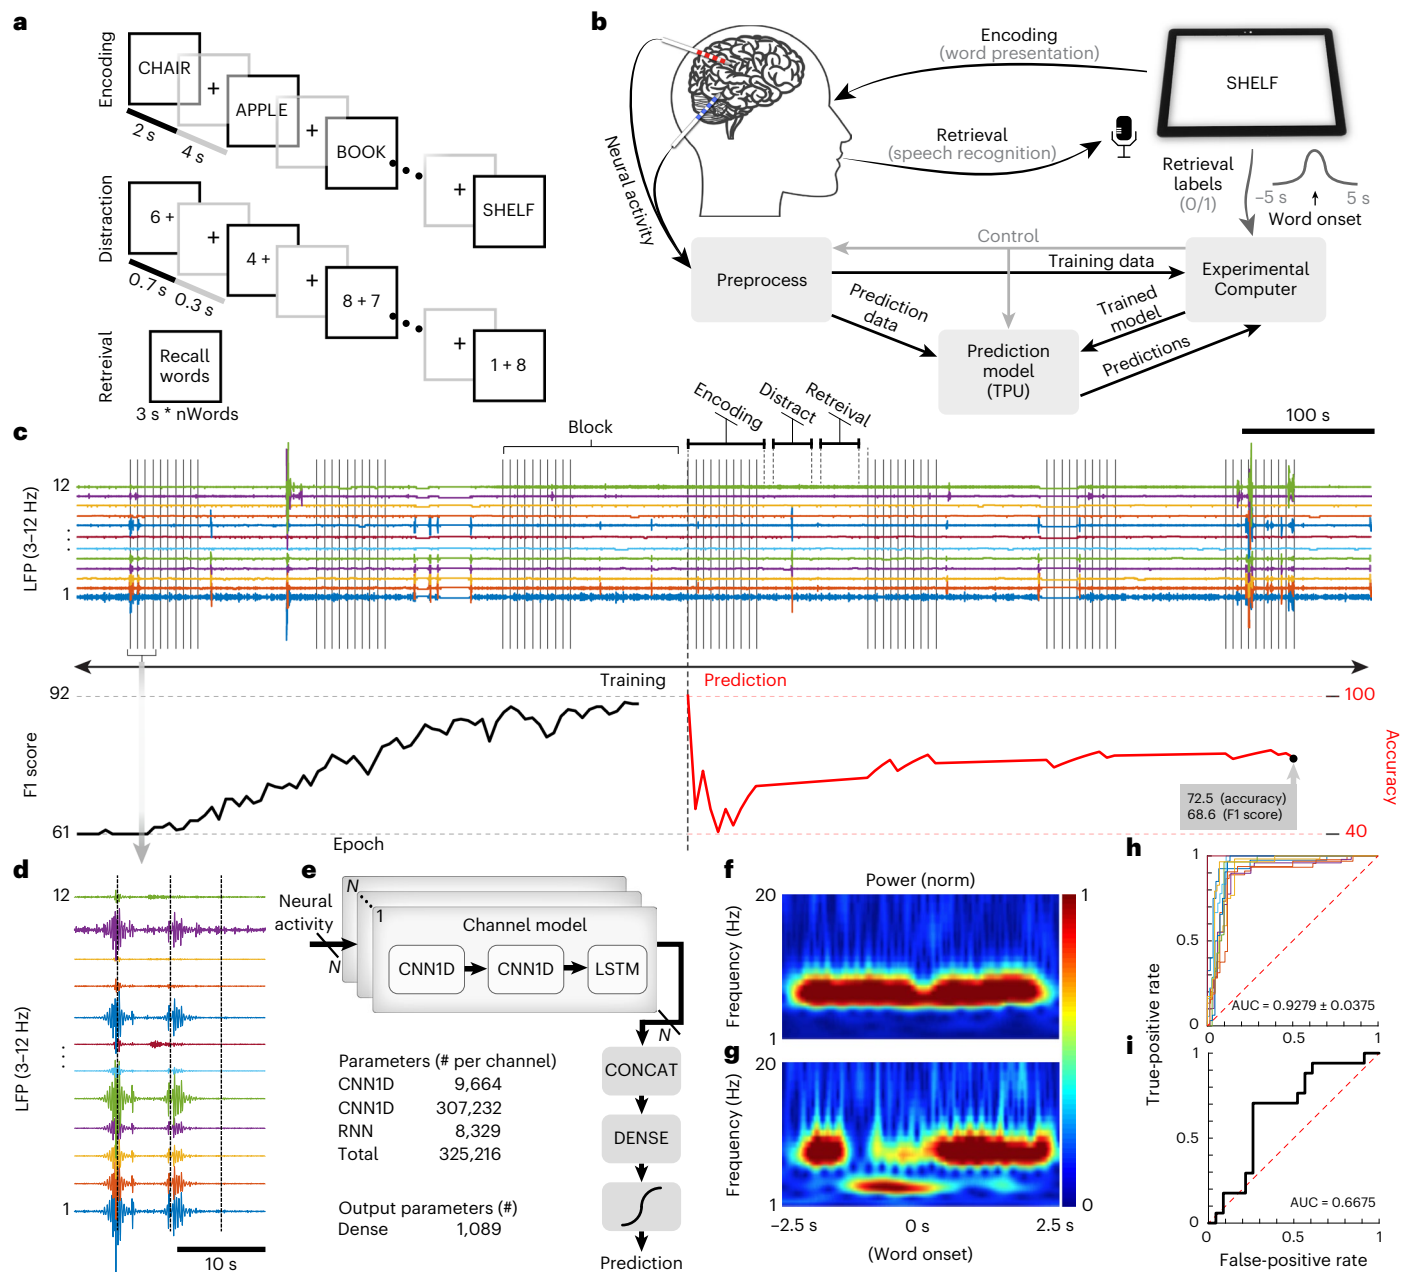 a
Encoding
CHAIR
+
APPLE
+
BOOK
+
SHELF
2 s
4 s
Distraction
6 +
+
4 +
+
8 + 7
+
1 + 8
0.7 s
0.3 s
Retreival
Recall
words
3 s * nWords
b
Encoding
(word presentation)
SHELF
Retrieval
(speech recognition)
Neural activity
Retrieval
labels
(0/1)
−5 s
5 s
Word onset
Control
Preprocess
Training data
Experimental
Computer
Prediction
data
Trained
model
Prediction
model
(TPU)
Predictions
c
Block
Encoding
Distract
Retreival
100 s
LFP (3–12 Hz)
12
1
Training
Prediction
92
100
F1 score
Accuracy
72.5 (accuracy)
68.6 (F1 score)
61
40
Epoch
d
12
LFP (3–12 Hz)
1
10 s
e
Neural
activity
N
N
1
Channel model
CNN1D
CNN1D
LSTM
N
CONCAT
DENSE
Prediction
Parameters (# per channel)
CNN1D 9,664
CNN1D 307,232
RNN 8,329
Total 325,216
Output parameters (#)
Dense 1,089
f
Power (norm)
20
Frequency (Hz)
1
1
0
g
20
Frequency (Hz)
1
−2.5 s
0 s
2.5 s
(Word onset)
h
1
0.5
0
AUC = 0.9279 ± 0.0375
0
0.5
1
True-positive rate
i
1
0.5
0
AUC = 0.6675
0
0.5
1
False-positive rate